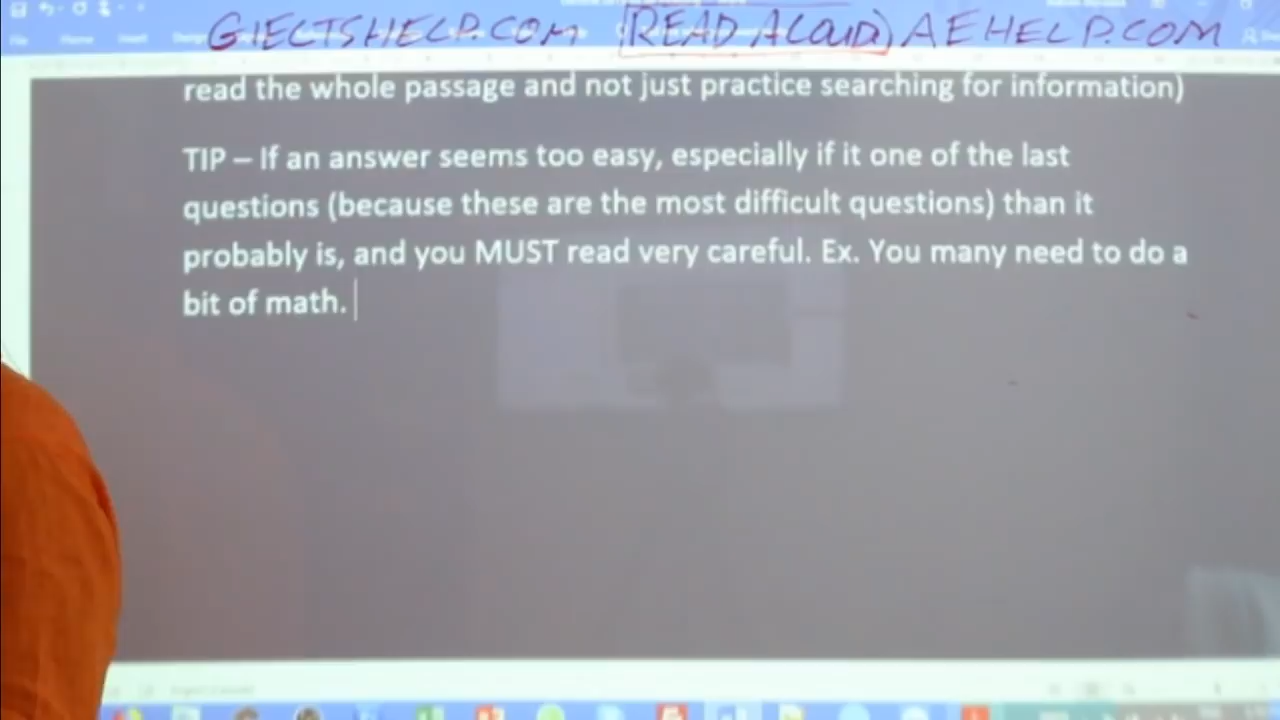 GIELTSHELP.COM READ ALOUD AEHELP.COM
read the whole passage and not just practice searching for information)
TIP – If an answer seems too easy, especially if it one of the last
questions (because these are the most difficult questions) than it
probably is, and you MUST read very careful. Ex. You many need to do a
bit of math.